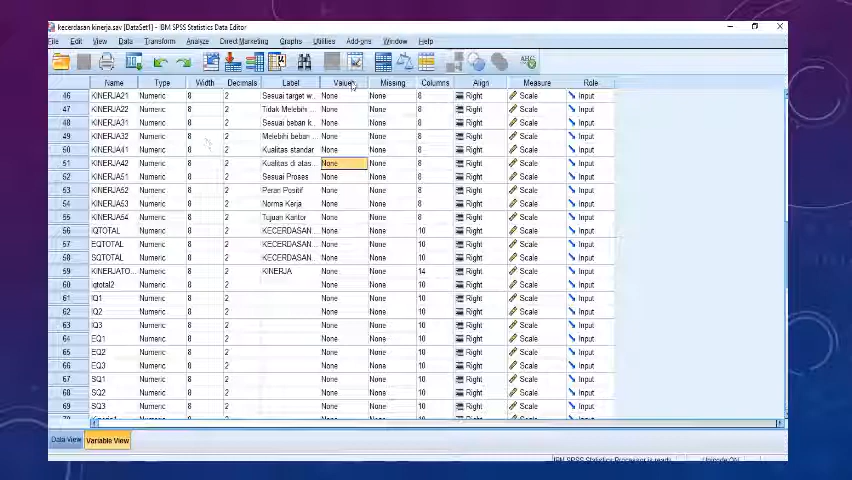 kecerdasan kinerja.sav [DataSet1] - IBM SPSS Statistics Data Editor
File Edit View Data Transform Analyze Direct Marketing Graphs Utilities Add-ons Window Help
Name Type Width Decimals Label Values Missing Columns Align Measure Role
46 KINERJA21 Numeric 8 2 Sesuai target w... None None 8 Right Scale Input
47 KINERJA22 Numeric 8 2 Tidak Melebihi ... None None 8 Right Scale Input
48 KINERJA31 Numeric 8 2 Sesuai beban k... None None 8 Right Scale Input
49 KINERJA32 Numeric 8 2 Melebihi beban ... None None 8 Right Scale Input
50 KINERJA41 Numeric 8 2 Kualitas standar None None 8 Right Scale Input
51 KINERJA42 Numeric 8 2 Kualitas di atas... None None 8 Right Scale Input
52 KINERJA51 Numeric 8 2 Sesuai Proses None None 8 Right Scale Input
53 KINERJA52 Numeric 8 2 Peran Positif None None 8 Right Scale Input
54 KINERJA53 Numeric 8 2 Norma Kerja None None 8 Right Scale Input
55 KINERJA54 Numeric 8 2 Tujuan Kantor None None 8 Right Scale Input
56 IQTOTAL Numeric 8 2 KECERDASAN... None None 10 Right Scale Input
57 EQTOTAL Numeric 8 2 KECERDASAN... None None 10 Right Scale Input
58 SQTOTAL Numeric 8 2 KECERDASAN... None None 10 Right Scale Input
59 KINERJATO... Numeric 8 2 KINERJA None None 14 Right Scale Input
60 iqtotal2 Numeric 8 2 None None 10 Right Scale Input
61 IQ1 Numeric 8 2 None None 10 Right Scale Input
62 IQ2 Numeric 8 2 None None 10 Right Scale Input
63 IQ3 Numeric 8 2 None None 10 Right Scale Input
64 EQ1 Numeric 8 2 None None 10 Right Scale Input
65 EQ2 Numeric 8 2 None None 10 Right Scale Input
66 EQ3 Numeric 8 2 None None 10 Right Scale Input
67 SQ1 Numeric 8 2 None None 10 Right Scale Input
68 SQ2 Numeric 8 2 None None 10 Right Scale Input
69 SQ3 Numeric 8 2 None None 10 Right Scale Input
Data View Variable View
IBM SPSS Statistics Processor is ready Unicode:ON